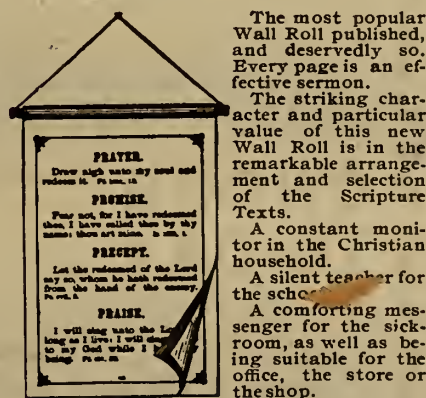 PRAYER.
Draw nigh unto my soul and
redeem it. Ps
PROMISE.
Fear not, for I have redeemed
thee, I have called thee by thy
name; thou art mine.
PRECEPT.
Let the redeemed of the Lord
say so, whom he hath redeemed
from the hand of the enemy.
PRAISE.
I will sing unto the
long as I live: I will
to my God while I
being.
The most popular
Wall Roll published,
and deservedly so.
Every page is an ef-
fective sermon.
The striking char-
acter and particular
value of this new
Wall Roll is in the
remarkable arrange-
ment and selection
of the Scripture
Texts.
A constant moni-
tor in the Christian
household.
A silent teacher for
the
A comforting mes-
senger for the sick-
room, as well as be-
ing suitable for the
office, the store or
the shop.